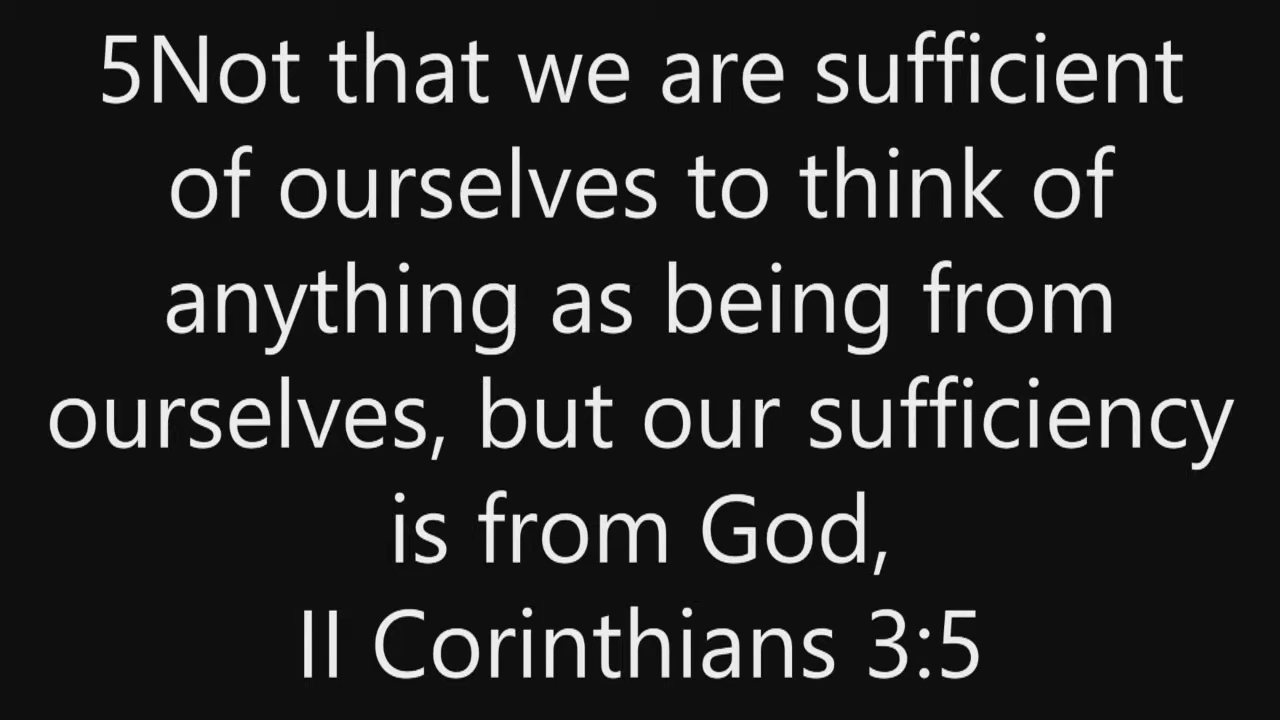 5Not that we are sufficient
of ourselves to think of
anything as being from
ourselves, but our sufficiency
is from God,
II Corinthians 3:5